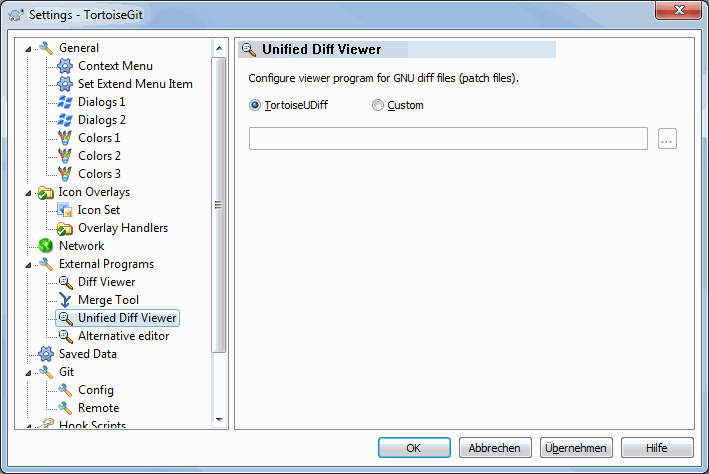 Settings - TortoiseGit
General
Context Menu
Set Extend Menu Item
Dialogs 1
Dialogs 2
Colors 1
Colors 2
Colors 3
Icon Overlays
Icon Set
Overlay Handlers
Network
External Programs
Diff Viewer
Merge Tool
Unified Diff Viewer
Alternative editor
Saved Data
Git
Config
Remote
Hook Scripts
Unified Diff Viewer
Configure viewer program for GNU diff files (patch files).
TortoiseUDiff Custom
...
OK Abbrechen Übernehmen Hilfe